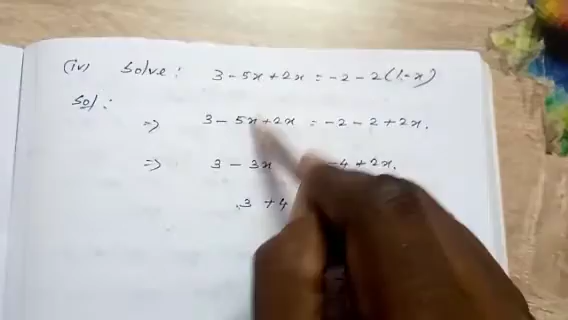 (iv) Solve: 3-5x+2x = -2-2(1-x)
Sol:
=> 3-5x+2x = -2-2+2x.
=> 3-3x -4+2x.
3 +4